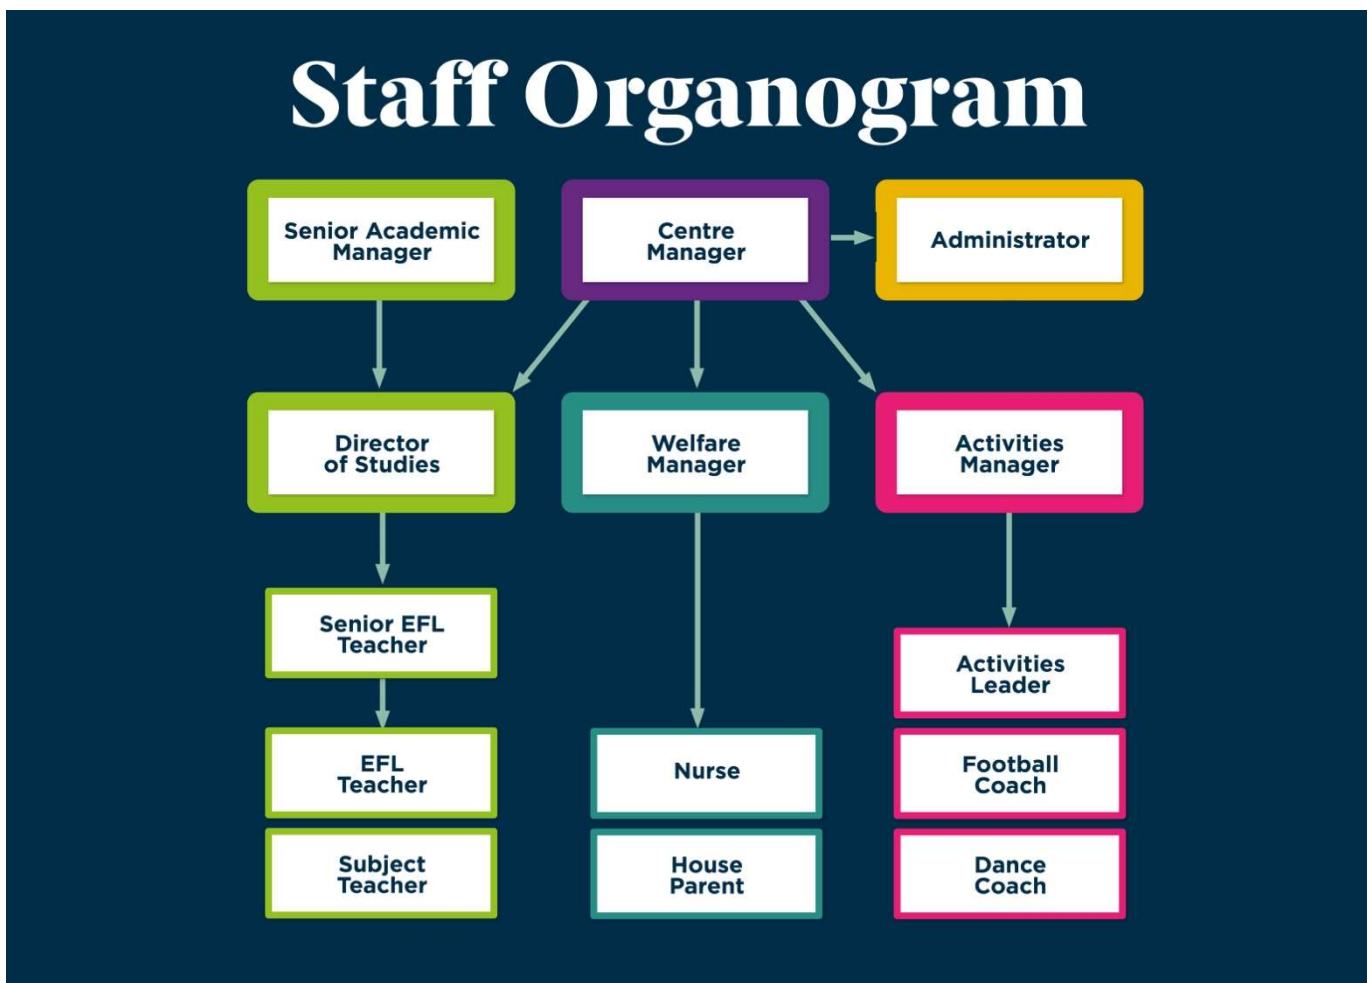 Staff Organogram
Senior Academic
Manager
Centre
Manager
Administrator
Director
of Studies
Welfare
Manager
Activities
Manager
Senior EFL
Teacher
Activities
Leader
EFL
Teacher
Nurse
Football
Coach
Subject
Teacher
House
Parent
Dance
Coach